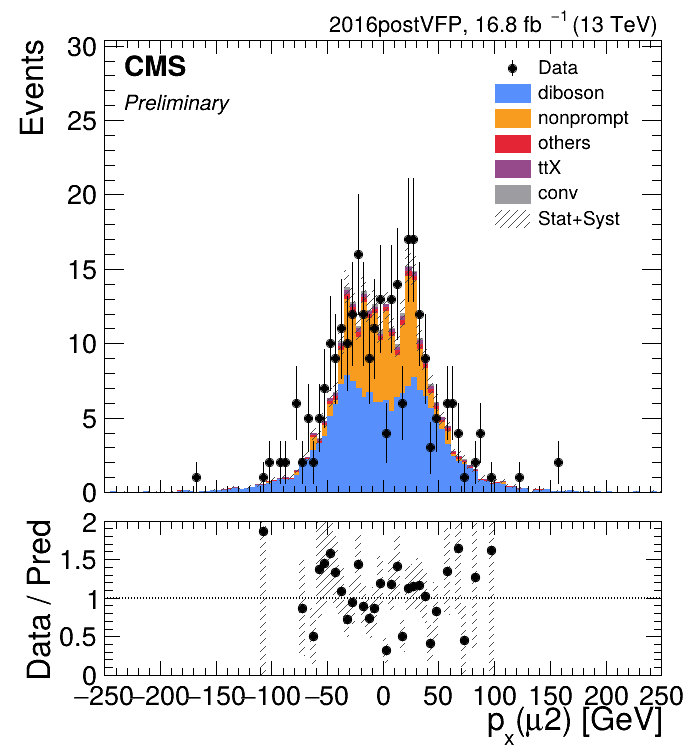 2016postVFP, 16.8 fb ⁻¹ (13 TeV)
CMS
Preliminary
Events
Data
diboson
nonprompt
others
ttX
conv
Stat+Syst
30
25
20
15
10
5
0
Data / Pred
2
1.5
1
0.5
0
−250 −200 −150 −100 −50 0 50 100 150 200 250
pₓ(μ2) [GeV]